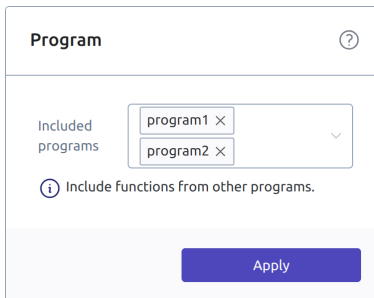 Program
Included
programs
program1
program2
Include functions from other programs.
Apply